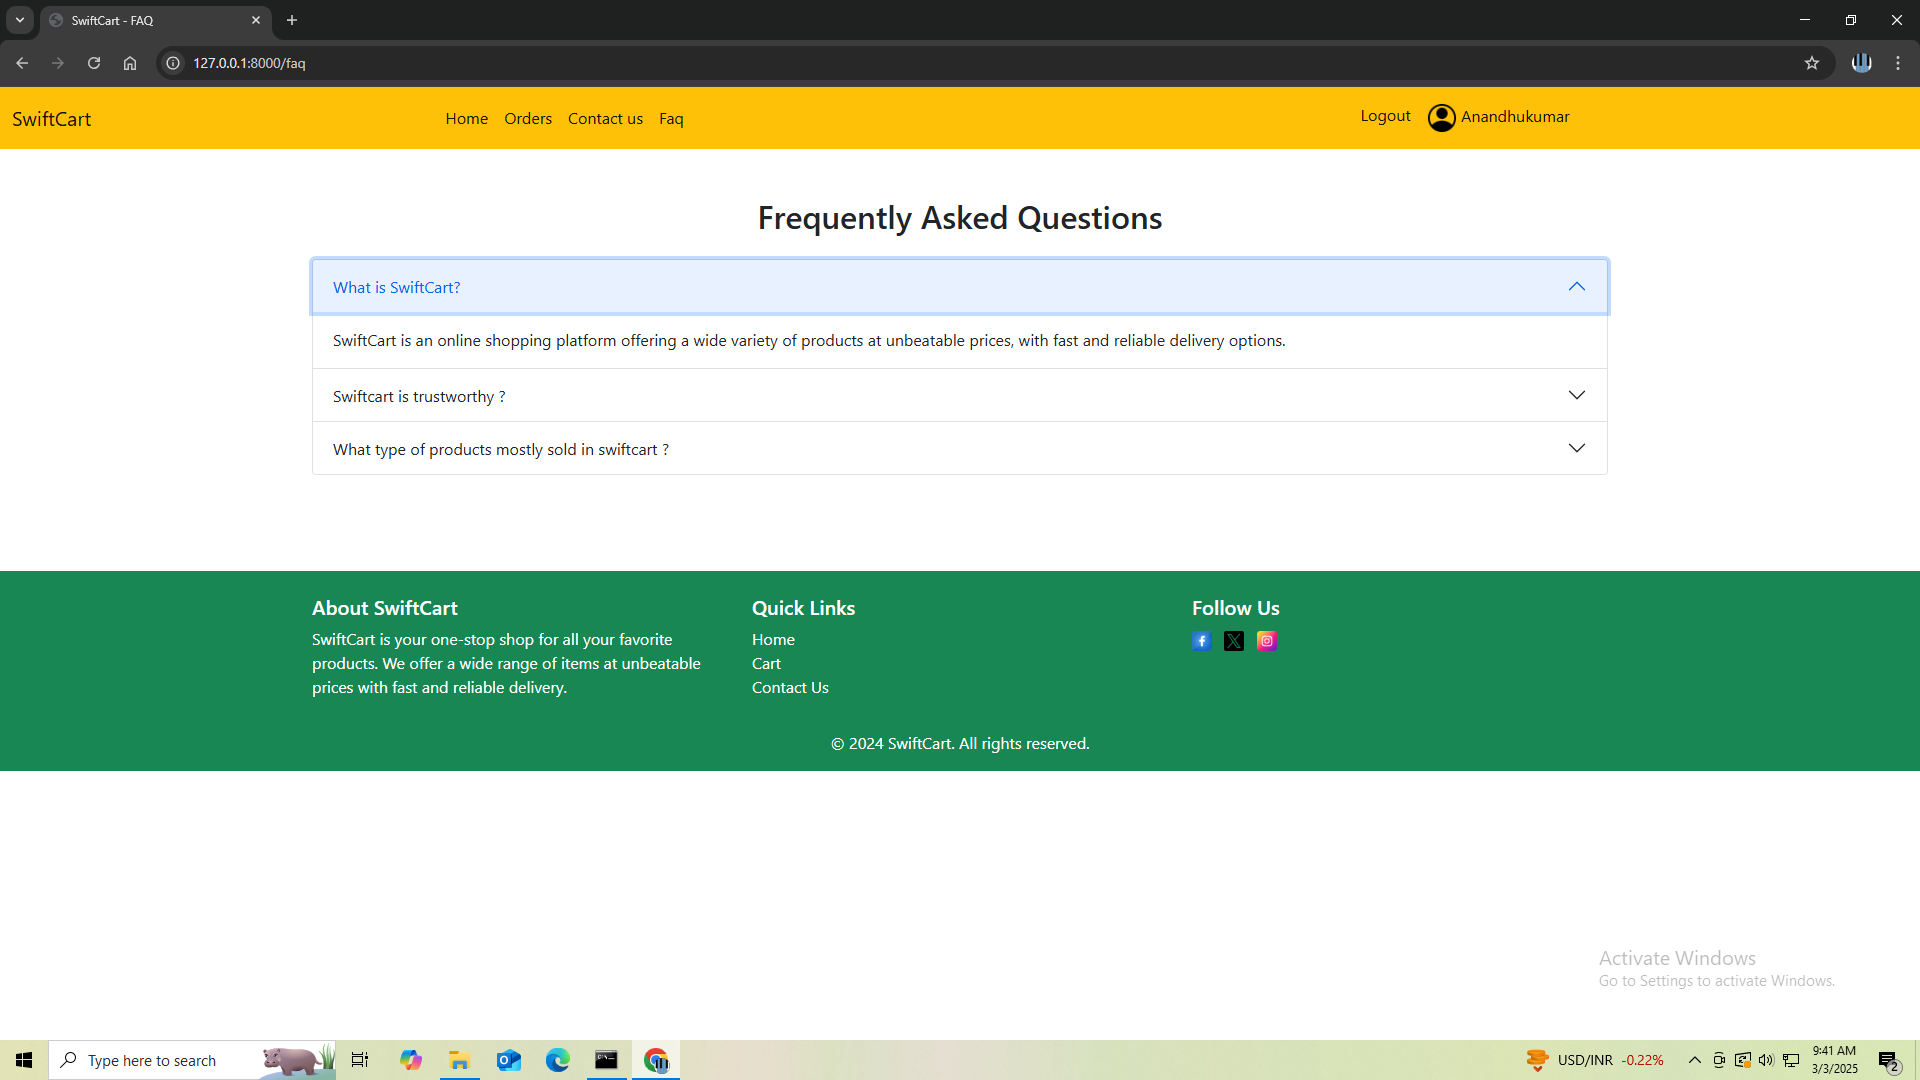 SwiftCart - FAQ
127.0.0.1:8000/faq
SwiftCart
Home Orders Contact us Faq
Logout Anandhukumar
Frequently Asked Questions
What is SwiftCart?
SwiftCart is an online shopping platform offering a wide variety of products at unbeatable prices, with fast and reliable delivery options.
Swiftcart is trustworthy ?
What type of products mostly sold in swiftcart ?
About SwiftCart
SwiftCart is your one-stop shop for all your favorite
products. We offer a wide range of items at unbeatable
prices with fast and reliable delivery.
Quick Links
Home
Cart
Contact Us
Follow Us
© 2024 SwiftCart. All rights reserved.
Activate Windows
Go to Settings to activate Windows.
Type here to search
USD/INR -0.22%
9:41 AM
3/3/2025
2